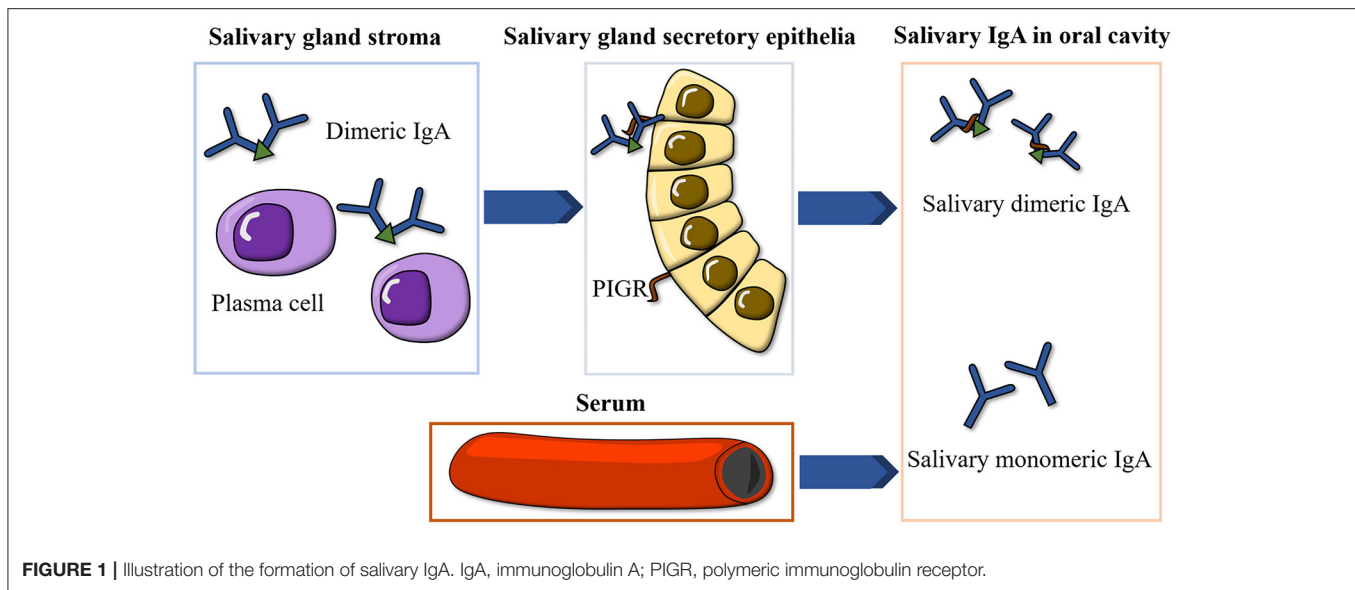 Salivary gland stroma
Salivary gland secretory epithelia
Salivary IgA in oral cavity
Dimeric IgA
Plasma cell
PIGR
Salivary dimeric IgA
Serum
Salivary monomeric IgA
FIGURE 1 | Illustration of the formation of salivary IgA. IgA, immunoglobulin A; PIGR, polymeric immunoglobulin receptor.